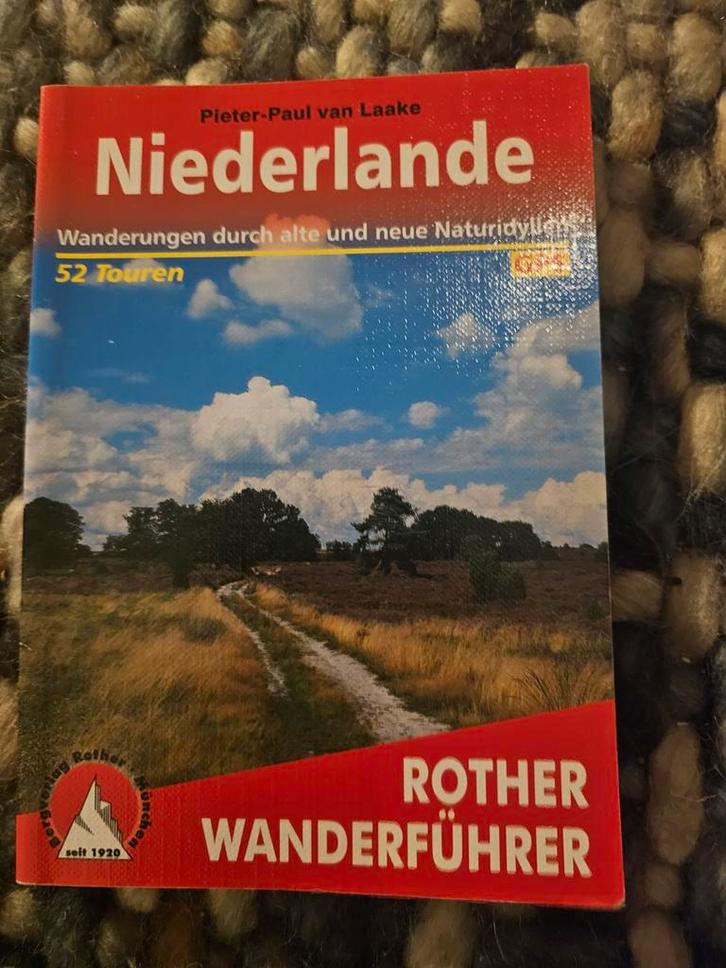 Pieter-Paul van Laake
Niederlande
Wanderungen durch alte und neue Naturidyllen
52 Touren
GPS
ROTHER
WANDERFÜHRER
Bergverlag Rother · München
seit 1920